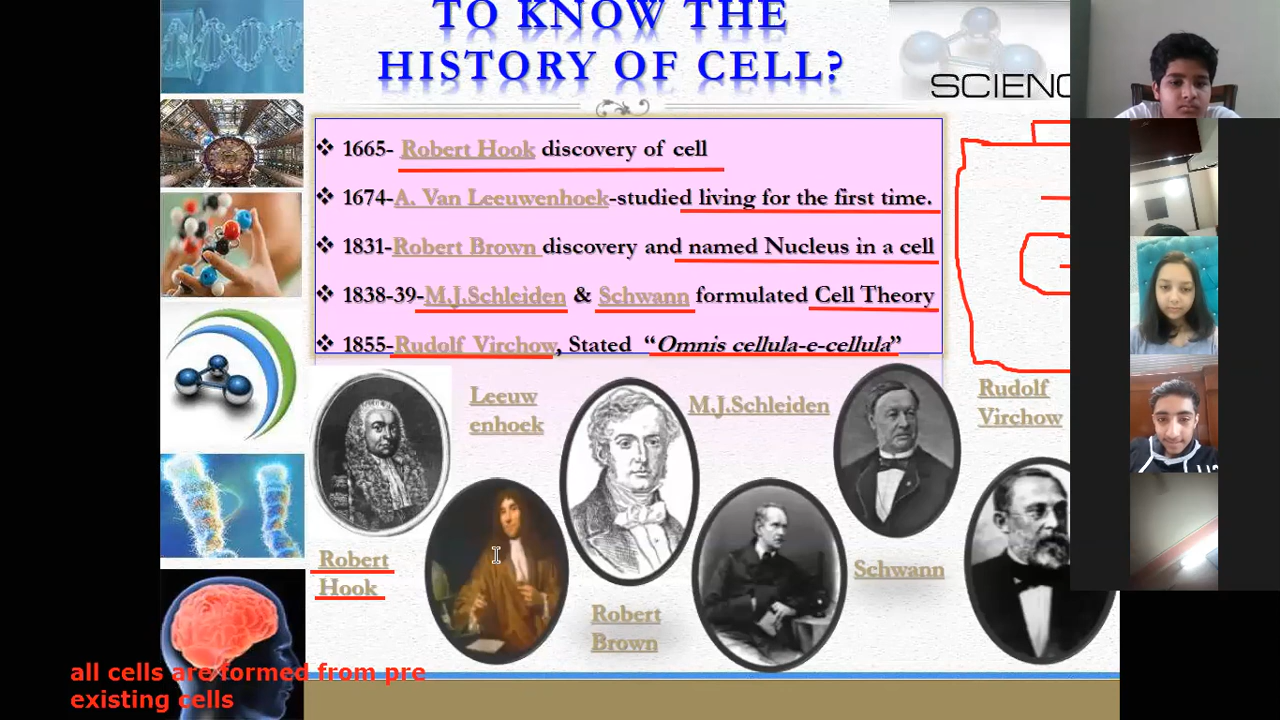 TO KNOW THE
HISTORY OF CELL?
SCIENC
❖ 1665- Robert Hook discovery of cell
❖ 1674-A. Van Leeuwenhoek-studied living for the first time.
❖ 1831-Robert Brown discovery and named Nucleus in a cell
❖ 1838-39-M.J.Schleiden & Schwann formulated Cell Theory
❖ 1855-Rudolf Virchow, Stated “Omnis cellula-e-cellula”
Leeuw
enhoek
M.J.Schleiden
Rudolf
Virchow
Robert
Hook
Robert
Brown
Schwann
all cells are formed from pre
existing cells